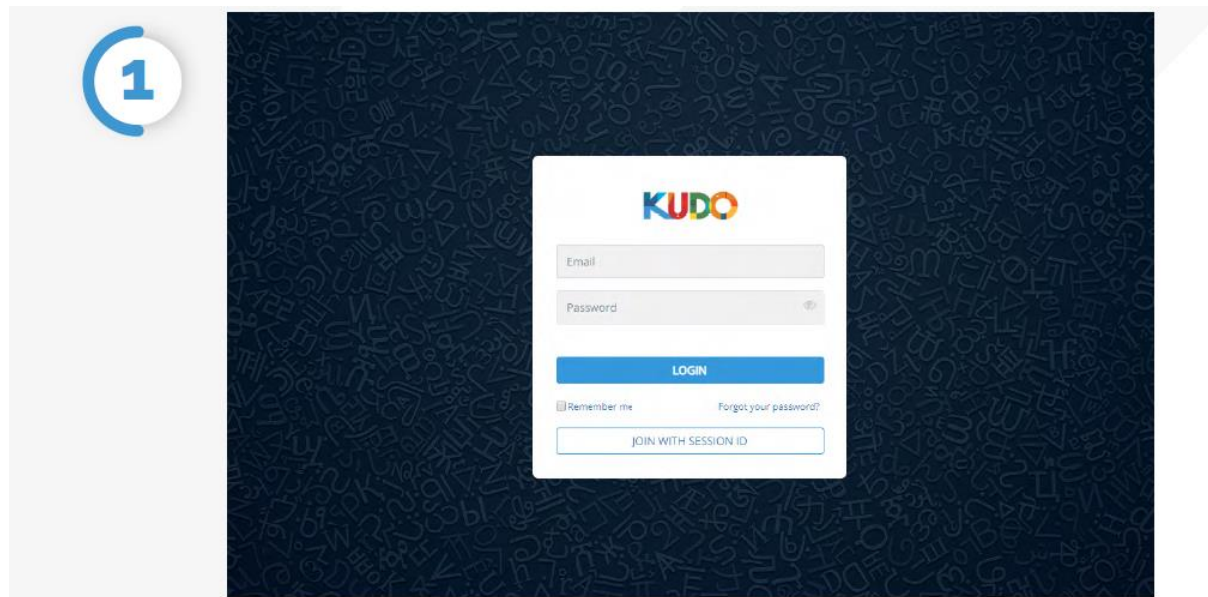 1
KUDO
Email
Password
LOGIN
Remember me
Forgot your password?
JOIN WITH SESSION ID